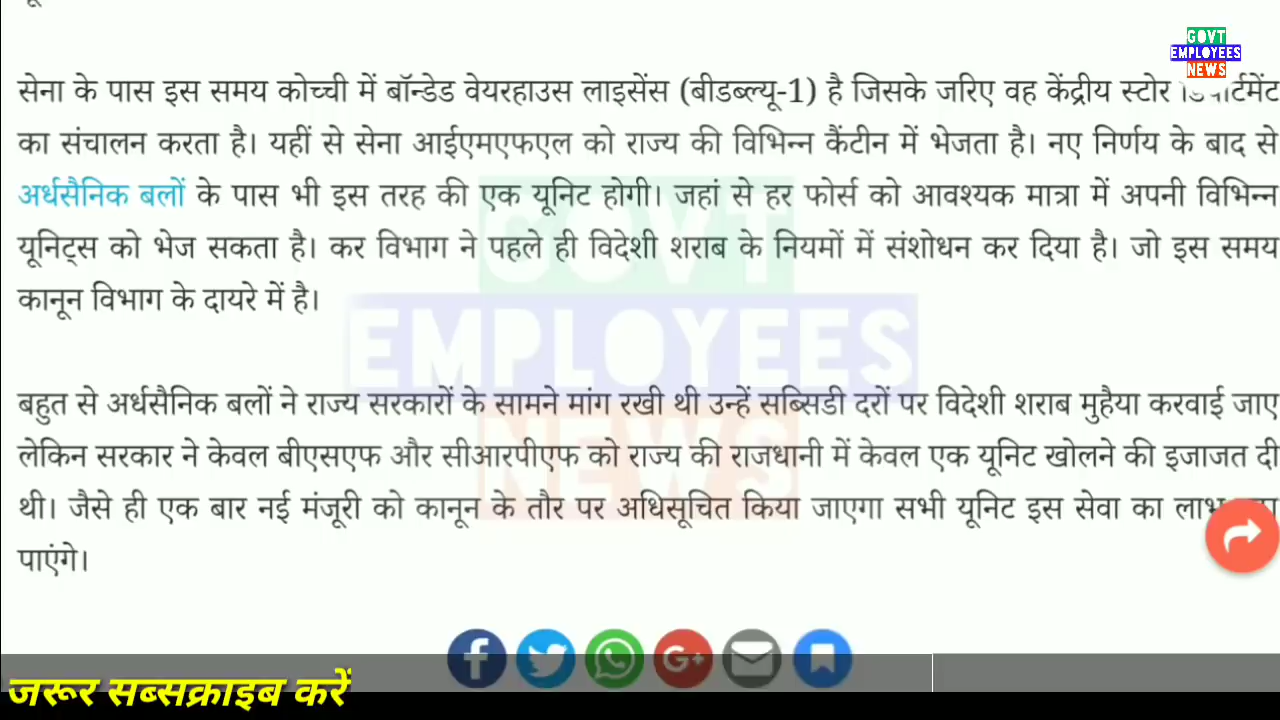 GOVT
EMPLOYEES
NEWS
सेना के पास इस समय कोच्ची में बॉन्डेड वेयरहाउस लाइसेंस (बीडब्ल्यू-1) है जिसके जरिए वह केंद्रीय स्टोर
का संचालन करता है। यहीं से सेना आईएमएफएल को राज्य की विभिन्न कैंटीन में भेजता है। नए निर्णय के बाद से
अर्धसैनिक बलों के पास भी इस तरह की एक यूनिट होगी। जहां से हर फोर्स को आवश्यक मात्रा में अपनी विभिन्न
यूनिट्स को भेज सकता है। कर विभाग ने पहले ही विदेशी शराब के नियमों में संशोधन कर दिया है। जो इस समय
कानून विभाग के दायरे में है।
GOVT
EMPLOYEES
NEWS
बहुत से अर्धसैनिक बलों ने राज्य सरकारों के सामने मांग रखी थी उन्हें सब्सिडी दरों पर विदेशी शराब मुहैया करवाई जाए
लेकिन सरकार ने केवल बीएसएफ और सीआरपीएफ को राज्य की राजधानी में केवल एक यूनिट खोलने की इजाजत दी
थी। जैसे ही एक बार नई मंजूरी को कानून के तौर पर अधिसूचित किया जाएगा सभी यूनिट इस सेवा का लाभ
पाएंगे।
जरूर सब्सक्राइब करें